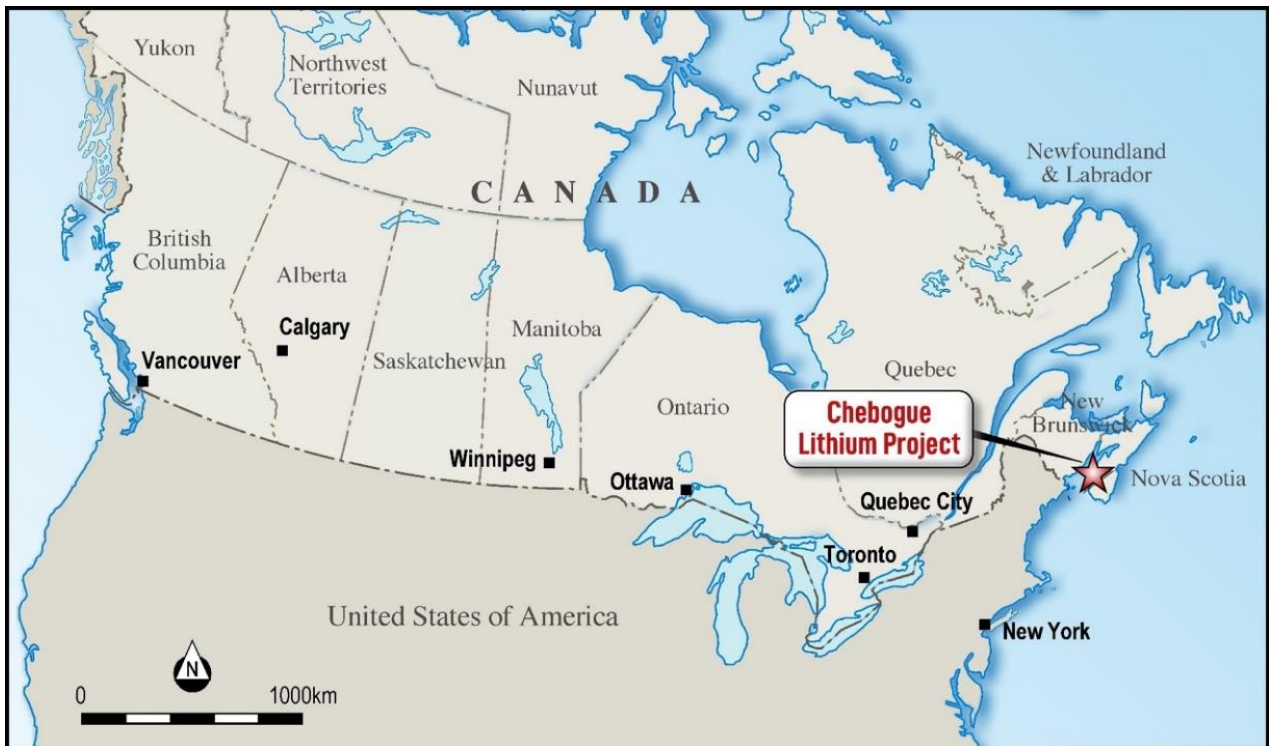 Yukon
Northwest
Territories
Nunavut
Newfoundland
& Labrador
CANADA
British
Columbia
Alberta
Calgary
Vancouver
Saskatchewan
Manitoba
Winnipeg
Ontario
Ottawa
Quebec
Chebogue
Lithium Project
New
Brunswick
Nova Scotia
Quebec City
Toronto
United States of America
New York
N
0 1000km